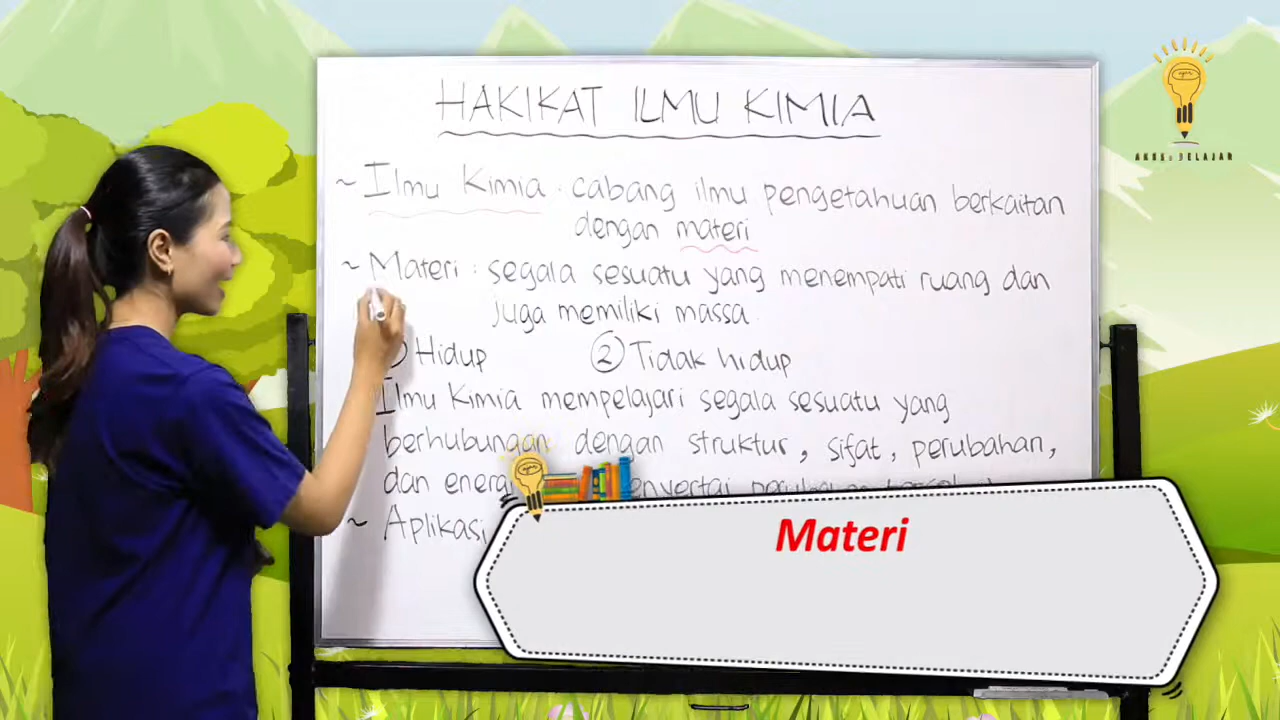 HAKIKAT ILMU KIMIA
~ Ilmu Kimia : cabang ilmu pengetahuan berkaitan
dengan materi
~ Materi : segala sesuatu yang menempati ruang dan
juga memiliki massa.
Hidup ② Tidak hidup
Ilmu Kimia mempelajari segala sesuatu yang
berhubungan dengan struktur, sifat, perubahan,
dan
~ Aplikasi
Materi